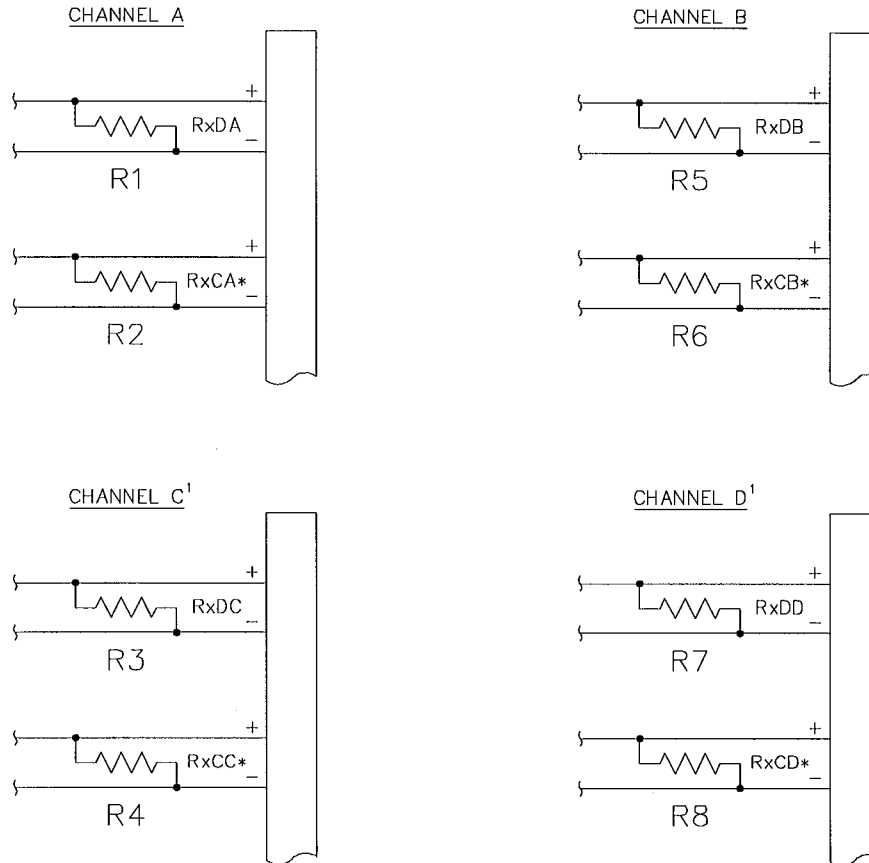 CHANNEL A
+
RxDA
−
R1
+
RxCA*
−
R2
CHANNEL B
+
RxDB
−
R5
+
RxCB*
−
R6
CHANNEL C¹
+
RxDC
−
R3
+
RxCC*
−
R4
CHANNEL D¹
+
RxDD
−
R7
+
RxCD*
−
R8